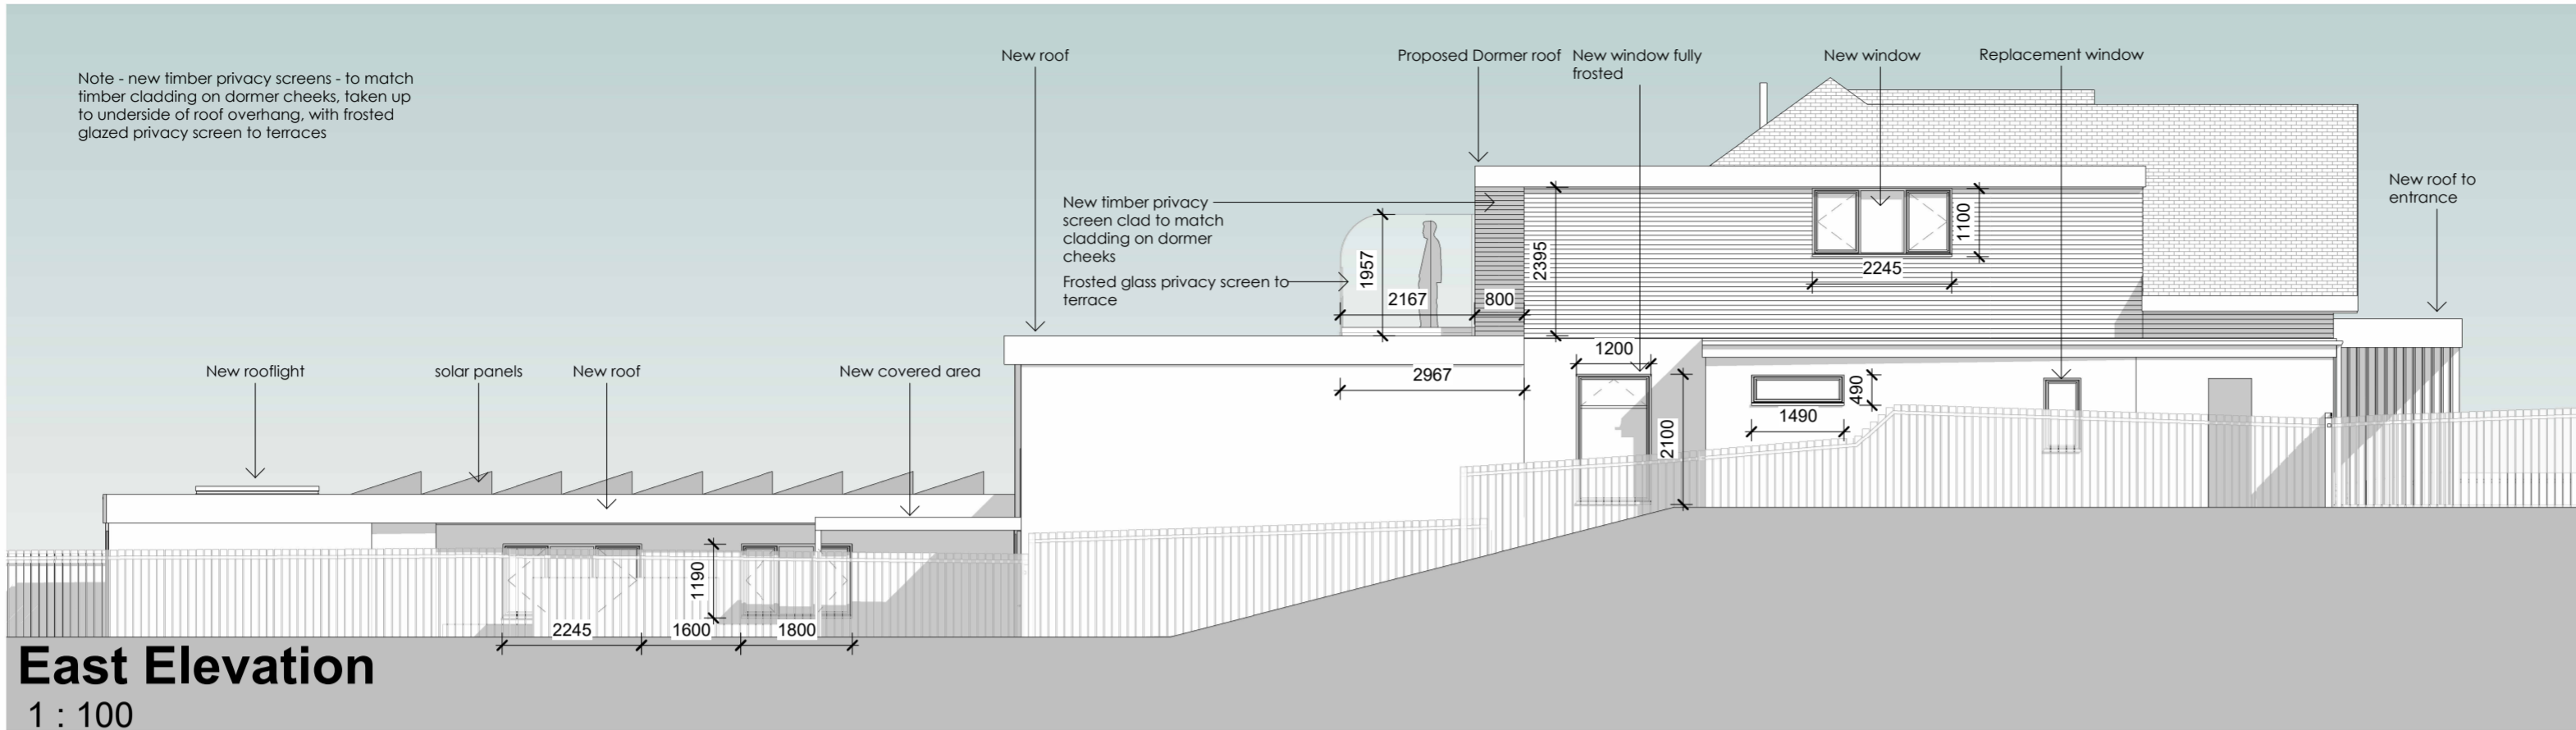 Note - new timber privacy screens - to match
timber cladding on dormer cheeks, taken up
to underside of roof overhang, with frosted
glazed privacy screen to terraces
New roof
Proposed Dormer roof
New window fully
frosted
New window
Replacement window
New roof to
entrance
New timber privacy
screen clad to match
cladding on dormer
cheeks
Frosted glass privacy screen to
terrace
1957
2167
800
2395
1100
2245
2967
1200
2100
490
1490
New rooflight
solar panels
New roof
New covered area
1190
2245
1600
1800
East Elevation
1 : 100